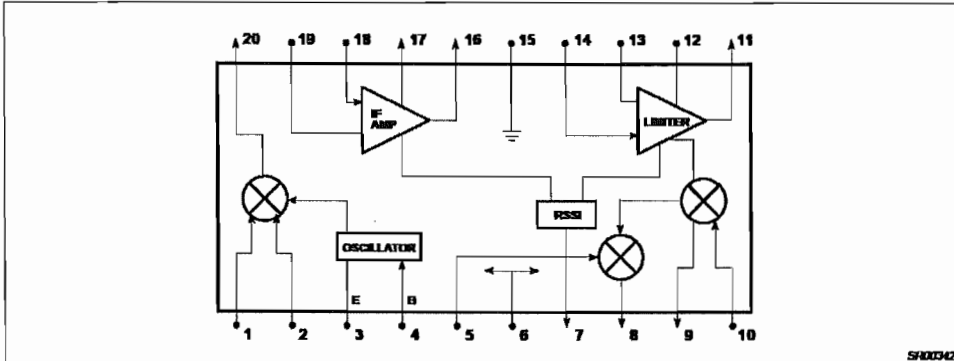 20 19 18 17 16 15 14 13 12 11
IF
AMP
LIMITER
RSSI
OSCILLATOR
E B
1 2 3 4 5 6 7 8 9 10
SR00342